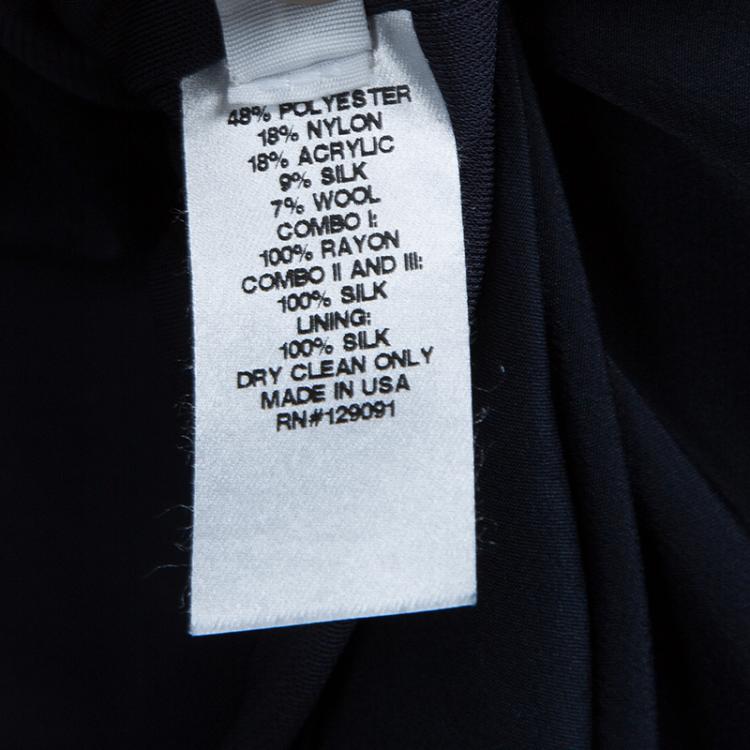 48% POLYESTER
18% NYLON
18% ACRYLIC
9% SILK
7% WOOL
COMBO I:
100% RAYON
COMBO II AND III:
100% SILK
LINING:
100% SILK
DRY CLEAN ONLY
MADE IN USA
RN#129091